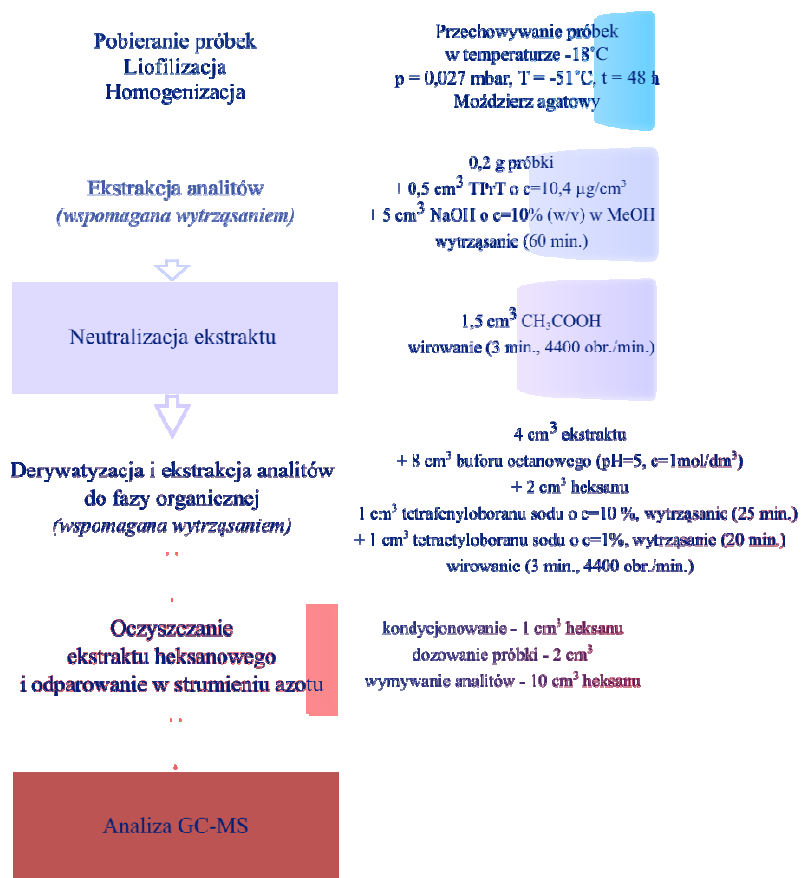 Pobieranie próbek
Liofilizacja
Homogenizacja
Przechowywanie próbek
w temperaturze -18°C
p = 0,027 mbar, T = -51°C, t = 48 h
Moździerz agatowy
Ekstrakcja analitów
(wspomagana wytrząsaniem)
0,2 g próbki
+ 0,5 cm³ TPrT o c=10,4 µg/cm³
+ 5 cm³ NaOH o c=10% (w/v) w MeOH
wytrząsanie (60 min.)
Neutralizacja ekstraktu
1,5 cm³ CH₃COOH
wirowanie (3 min., 4400 obr./min.)
Derywatyzacja i ekstrakcja analitów
do fazy organicznej
(wspomagana wytrząsaniem)
4 cm³ ekstraktu
+ 8 cm³ buforu octanowego (pH=5, c=1mol/dm³)
+ 2 cm³ heksanu
1 cm³ tetrafenyloboranu sodu o c=10 %, wytrząsanie (25 min.)
+ 1 cm³ tetraetyloboranu sodu o c=1%, wytrząsanie (20 min.)
wirowanie (3 min., 4400 obr./min.)
Oczyszczanie
ekstraktu heksanowego
i odparowanie w strumieniu azotu
kondycjonowanie - 1 cm³ heksanu
dozowanie próbki - 2 cm³
wymywanie analitów - 10 cm³ heksanu
Analiza GC-MS